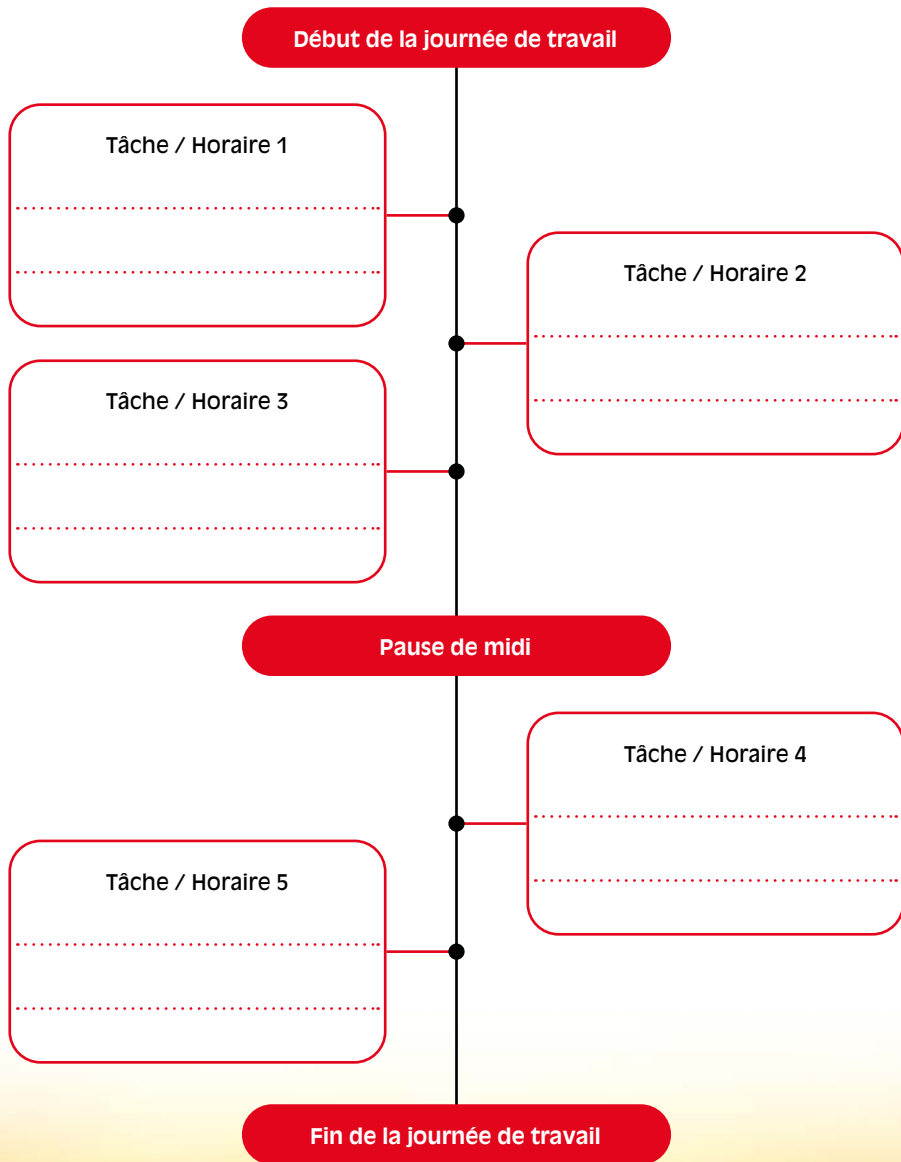 Début de la journée de travail
Tâche / Horaire 1
Tâche / Horaire 2
Tâche / Horaire 3
Pause de midi
Tâche / Horaire 4
Tâche / Horaire 5
Fin de la journée de travail